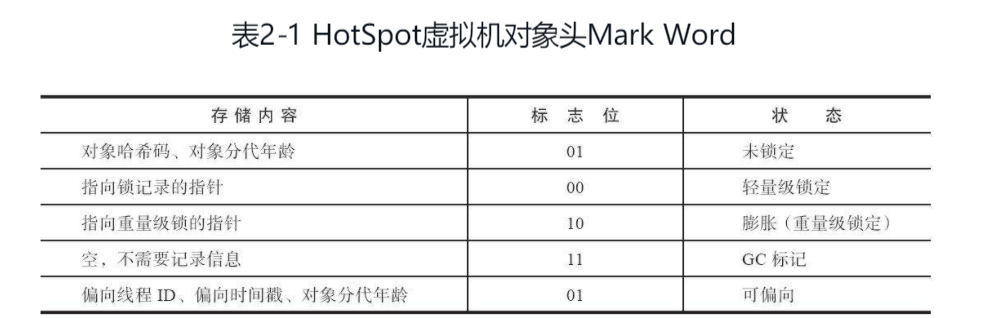 表2-1 HotSpot虚拟机对象头Mark Word
存储内容 标志位 状态
对象哈希码、对象分代年龄 01 未锁定
指向锁记录的指针 00 轻量级锁定
指向重量级锁的指针 10 膨胀（重量级锁定）
空，不需要记录信息 11 GC 标记
偏向线程 ID、偏向时间戳、对象分代年龄 01 可偏向